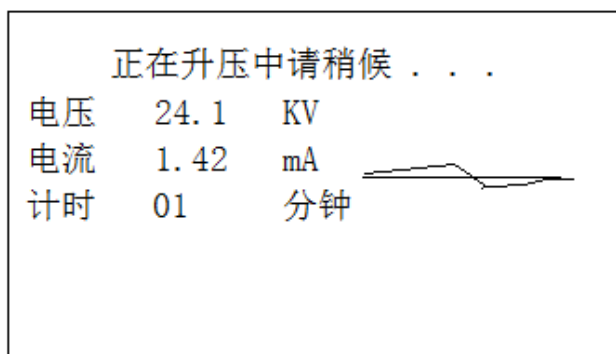 正在升压中请稍候 . . .
电压 24.1 KV
电流 1.42 mA
计时 01 分钟